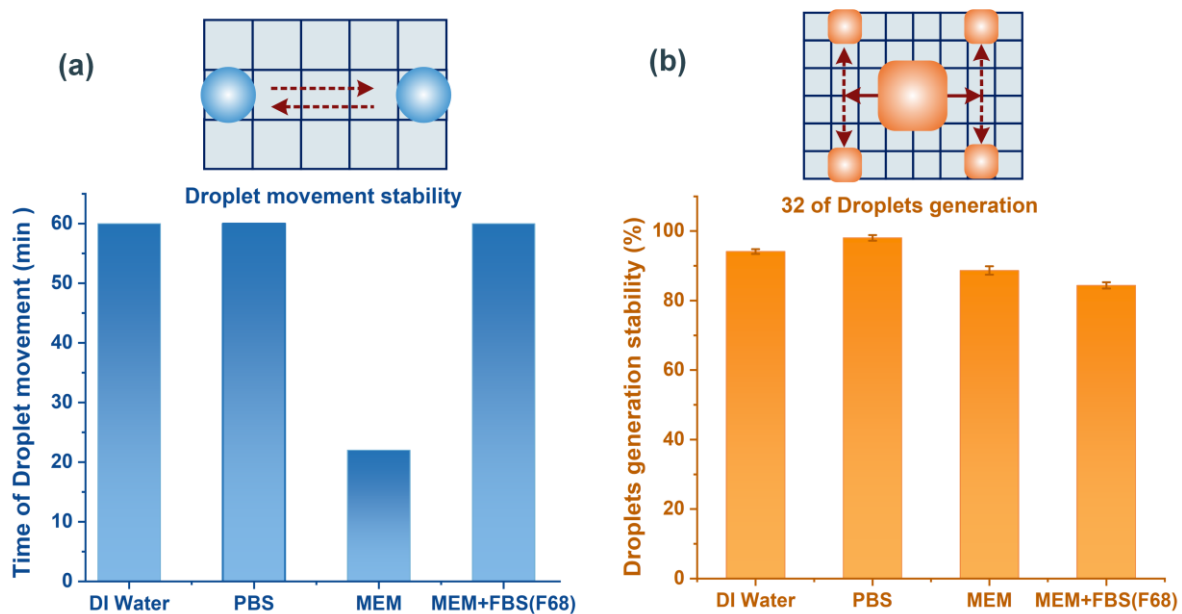 (a)
Droplet movement stability
Time of Droplet movement (min )
60
50
40
30
20
10
0
DI Water
PBS
MEM
MEM+FBS(F68)
(b)
32 of Droplets generation
Droplets generation stability (%)
100
80
60
40
20
0
DI Water
PBS
MEM
MEM+FBS(F68)